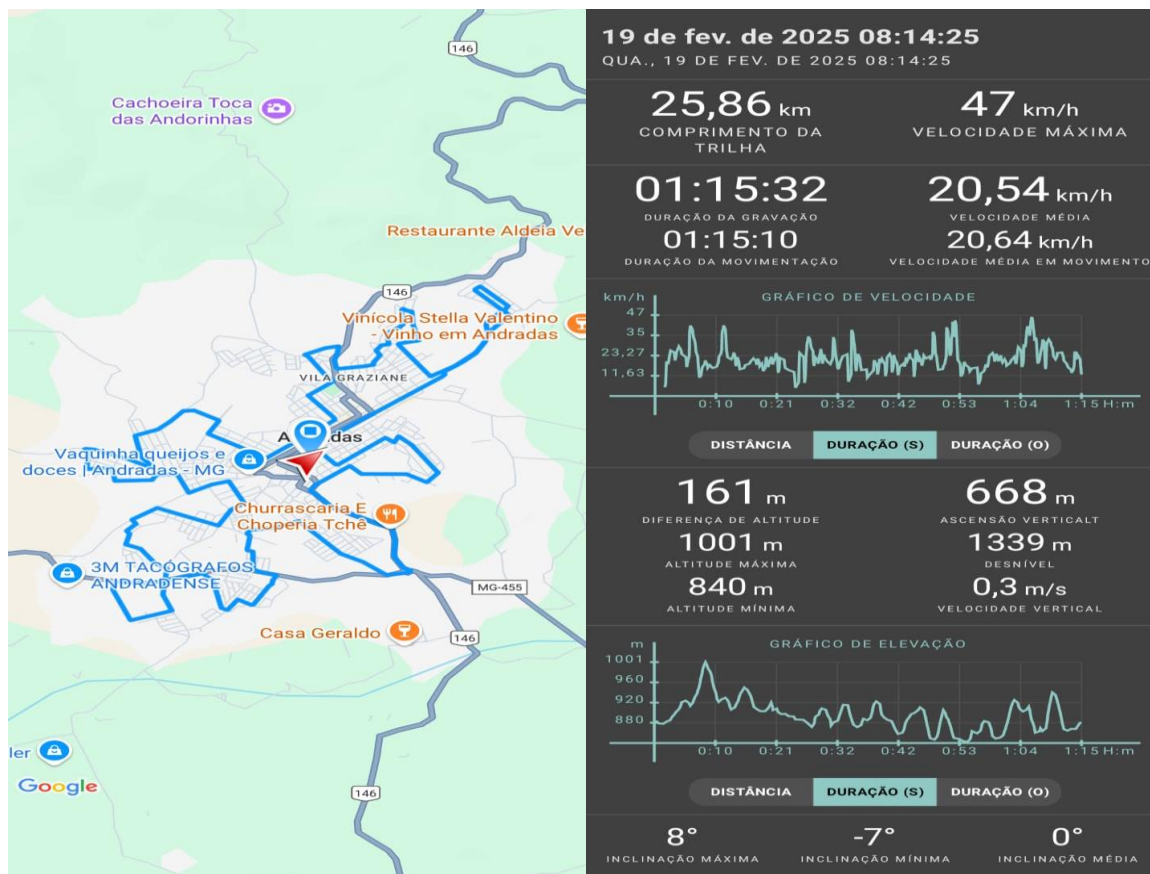 146
Cachoeira Toca
das Andorinhas
Restaurante Aldeia Ve
146
Vinícola Stella Valentino
- Vinho em Andradas
VILA GRAZIANE
Vaquinha queijos e
doces | Andradas - MG
Churrascaria E
Choperia Tchê
3M TACÓGRAFOS
ANDRADENSE
MG-455
Casa Geraldo
146
ler
Google
146
19 de fev. de 2025 08:14:25
QUA., 19 DE FEV. DE 2025 08:14:25
25,86 km
COMPRIMENTO DA
TRILHA
47 km/h
VELOCIDADE MÁXIMA
01:15:32
DURAÇÃO DA GRAVAÇÃO
01:15:10
DURAÇÃO DA MOVIMENTAÇÃO
20,54 km/h
VELOCIDADE MÉDIA
20,64 km/h
VELOCIDADE MÉDIA EM MOVIMENTO
km/h GRÁFICO DE VELOCIDADE
47
35
23,27
11,63
0:10 0:21 0:32 0:42 0:53 1:04 1:15 H:m
DISTÂNCIA DURAÇÃO (S) DURAÇÃO (O)
161 m
DIFERENÇA DE ALTITUDE
1001 m
ALTITUDE MÁXIMA
840 m
ALTITUDE MÍNIMA
668 m
ASCENSÃO VERTICALT
1339 m
DESNÍVEL
0,3 m/s
VELOCIDADE VERTICAL
m GRÁFICO DE ELEVAÇÃO
1001
960
920
880
0:10 0:21 0:32 0:42 0:53 1:04 1:15 H:m
DISTÂNCIA DURAÇÃO (S) DURAÇÃO (O)
8°
INCLINAÇÃO MÁXIMA
-7°
INCLINAÇÃO MÍNIMA
0°
INCLINAÇÃO MÉDIA